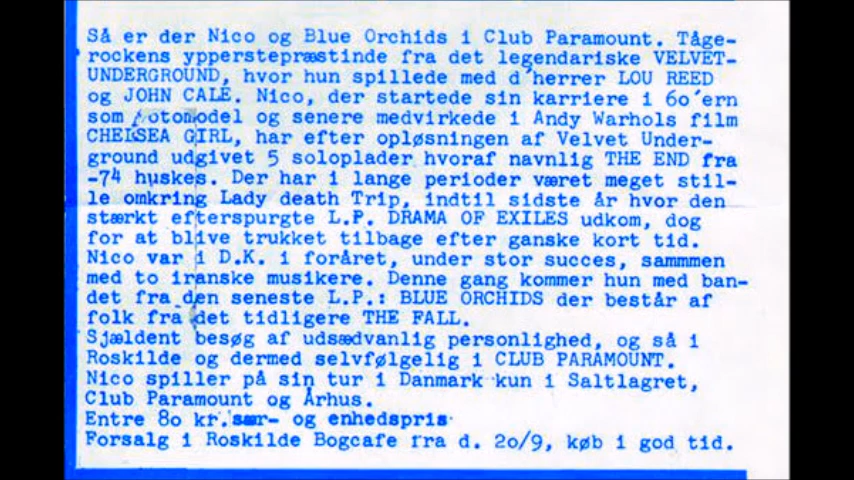 Så er der Nico og Blue Orchids i Club Paramount. Tåge-
rockens ypperstepræstinde fra det legendariske VELVET-
UNDERGROUND, hvor hun spillede med d´herrer LOU REED
og JOHN CALE. Nico, der startede sin karriere i 60´ern
som fotomodel og senere medvirkede i Andy Warhols film
CHELSEA GIRL, har efter opløsningen af Velvet Under-
ground udgivet 5 soloplader hvoraf navnlig THE END fra
-74 huskes. Der har i lange perioder været meget stil-
le omkring Lady death Trip, indtil sidste år hvor den
stærkt efterspurgte L.P. DRAMA OF EXILES udkom, dog
for at blive trukket tilbage efter ganske kort tid.
Nico var i D.K. i foråret, under stor succes, sammmen
med to iranske musikere. Denne gang kommer hun med ban-
det fra den seneste L.P.: BLUE ORCHIDS der består af
folk fra det tidligere THE FALL.
Sjældent besøg af udsædvanlig personlighed, og så i
Roskilde og dermed selvfølgelig i CLUB PARAMOUNT.
Nico spiller på sin tur i Danmark kun i Saltlagret,
Club Paramount og Århus.
Entre 80 kr. sær- og enhedspris
Forsalg i Roskilde Bogcafe fra d. 20/9, køb i god tid.